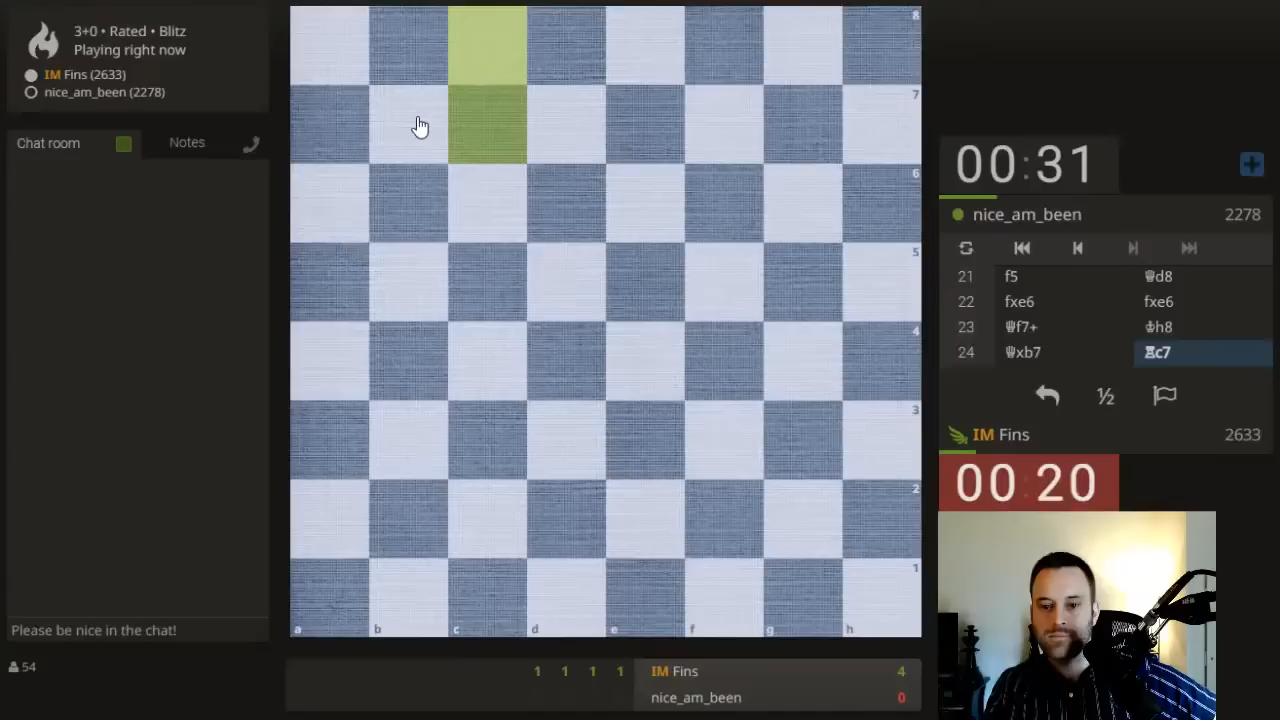 3+0 • Rated • Blitz
Playing right now
IM Fins (2633)
nice_am_been (2278)
Chat room
Notes
Please be nice in the chat!
54
8
7
6
5
4
3
2
1
a b c d e f g h
1 1 1 1 IM Fins 4
nice_am_been 0
00:31
nice_am_been 2278
21 f5 ♕d8
22 fxe6 fxe6
23 ♕f7+ ♔h8
24 ♕xb7 ♖c7
½
IM Fins 2633
00:20